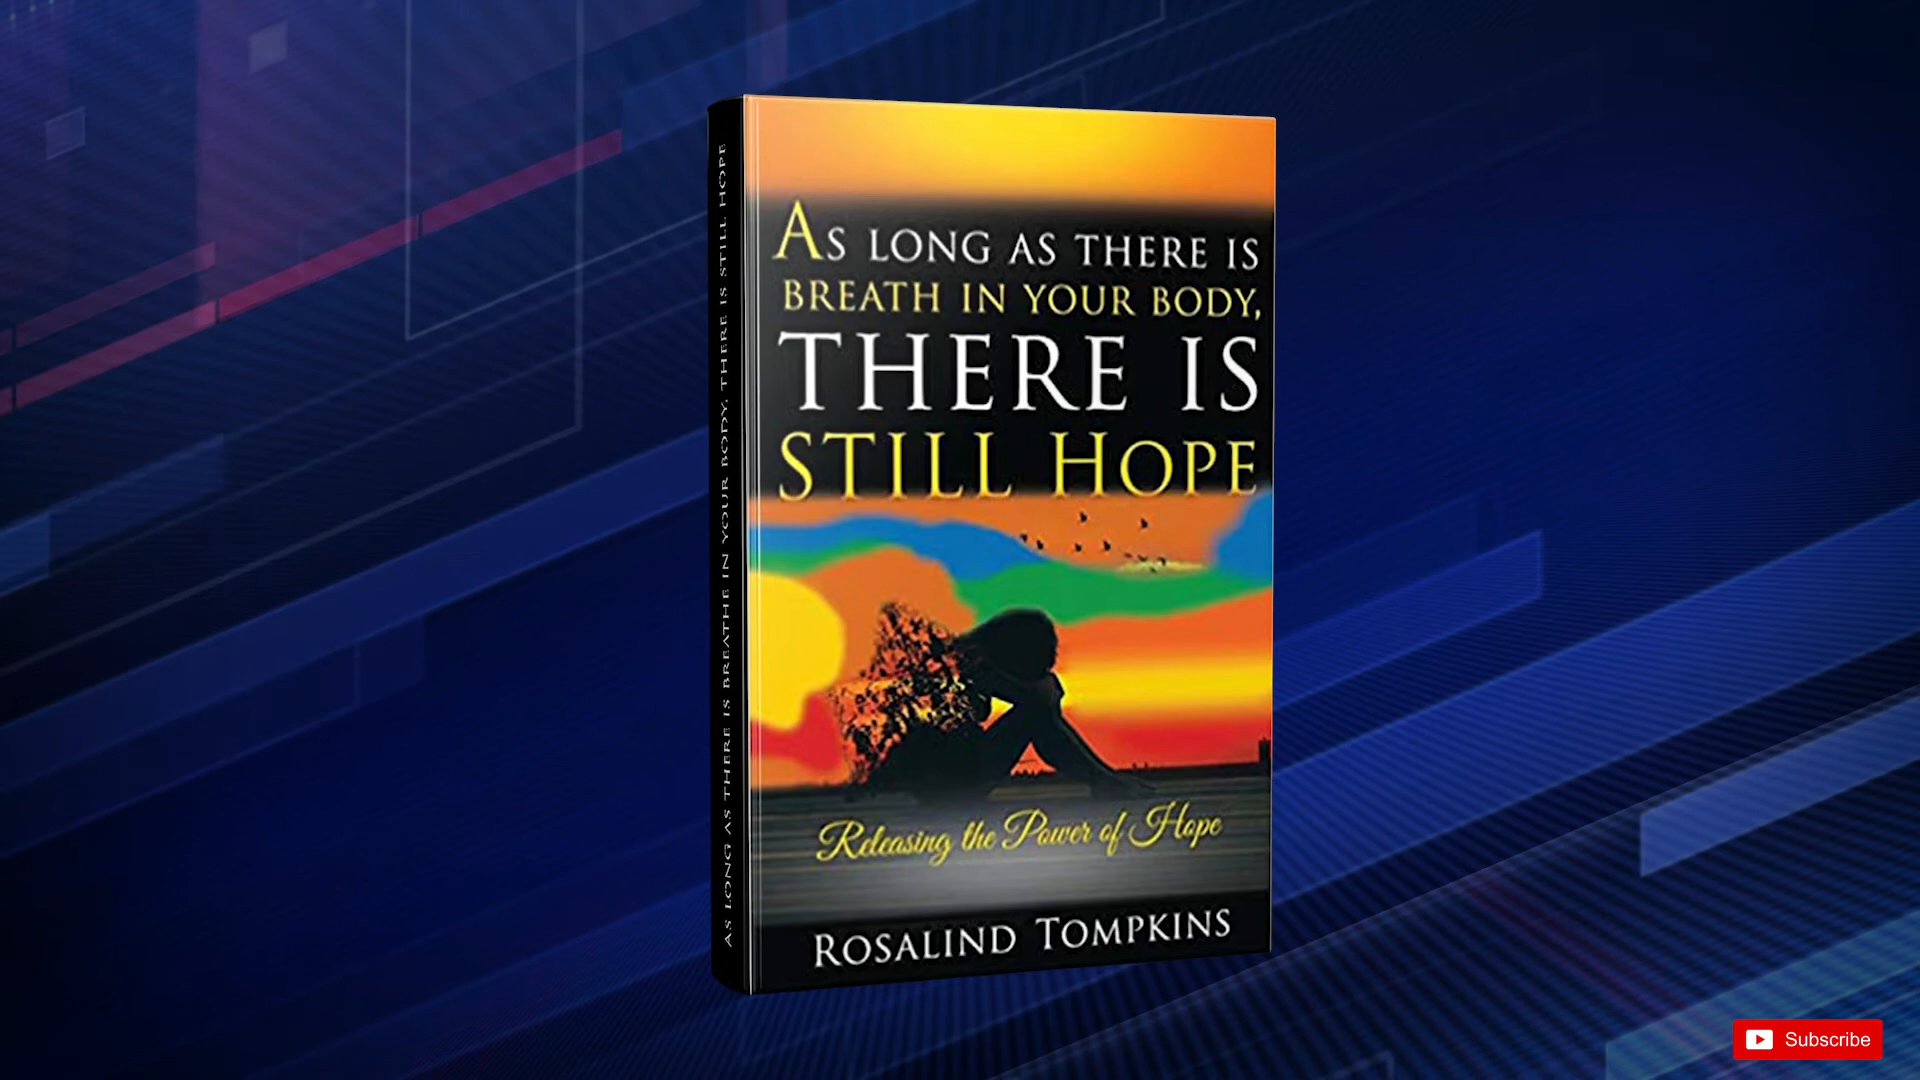 AS LONG AS THERE IS BREATHE IN YOUR BODY, THERE IS STILL HOPE
AS LONG AS THERE IS
BREATH IN YOUR BODY,
THERE IS
STILL HOPE
Releasing the Power of Hope
ROSALIND TOMPKINS
Subscribe